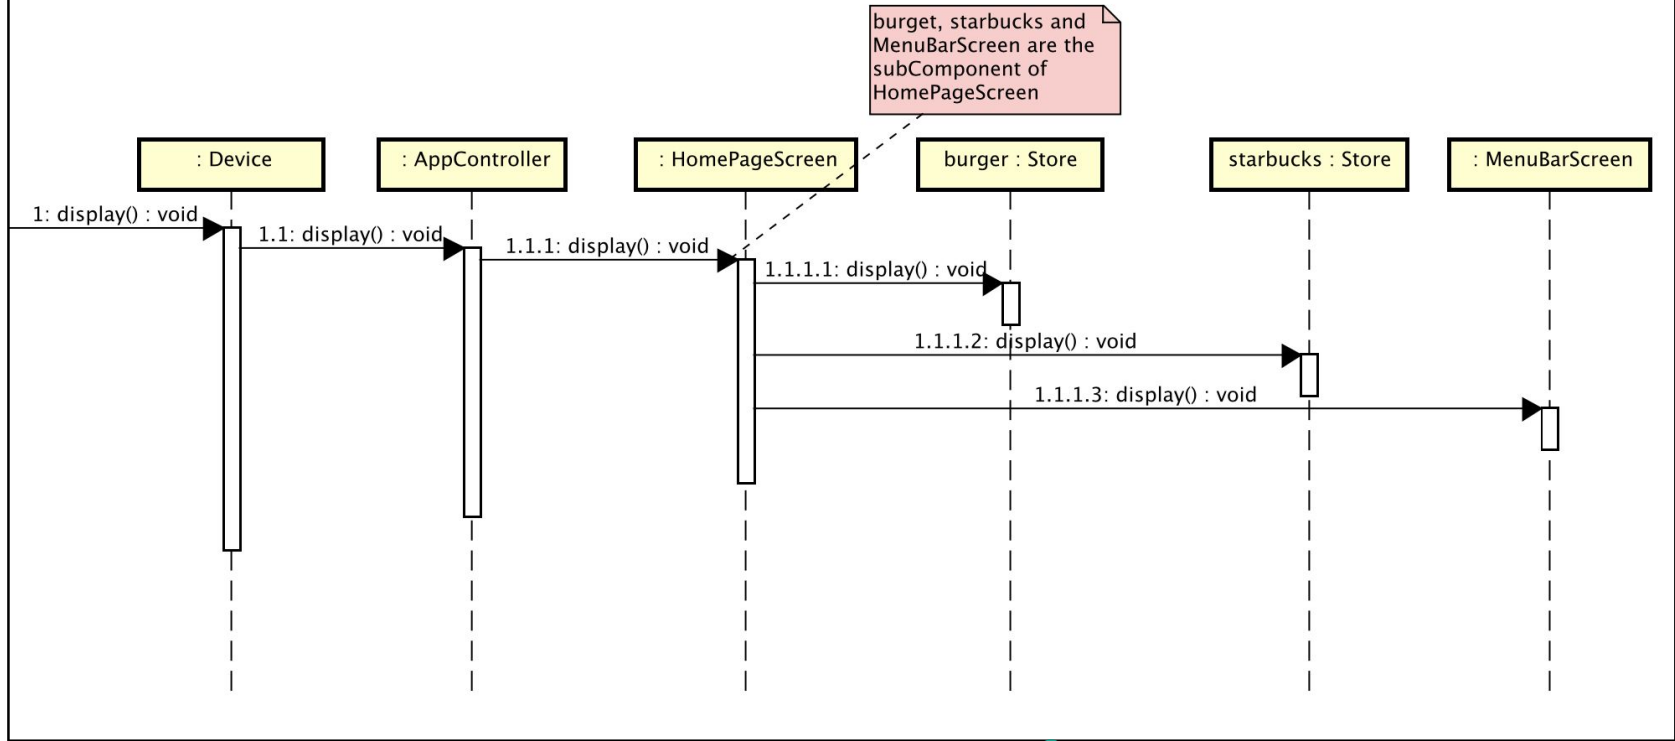 burget, starbucks and
MenuBarScreen are the
subComponent of
HomePageScreen
: Device
: AppController
: HomePageScreen
burger : Store
starbucks : Store
: MenuBarScreen
1: display() : void
1.1: display() : void
1.1.1: display() : void
1.1.1.1: display() : void
1.1.1.2: display() : void
1.1.1.3: display() : void